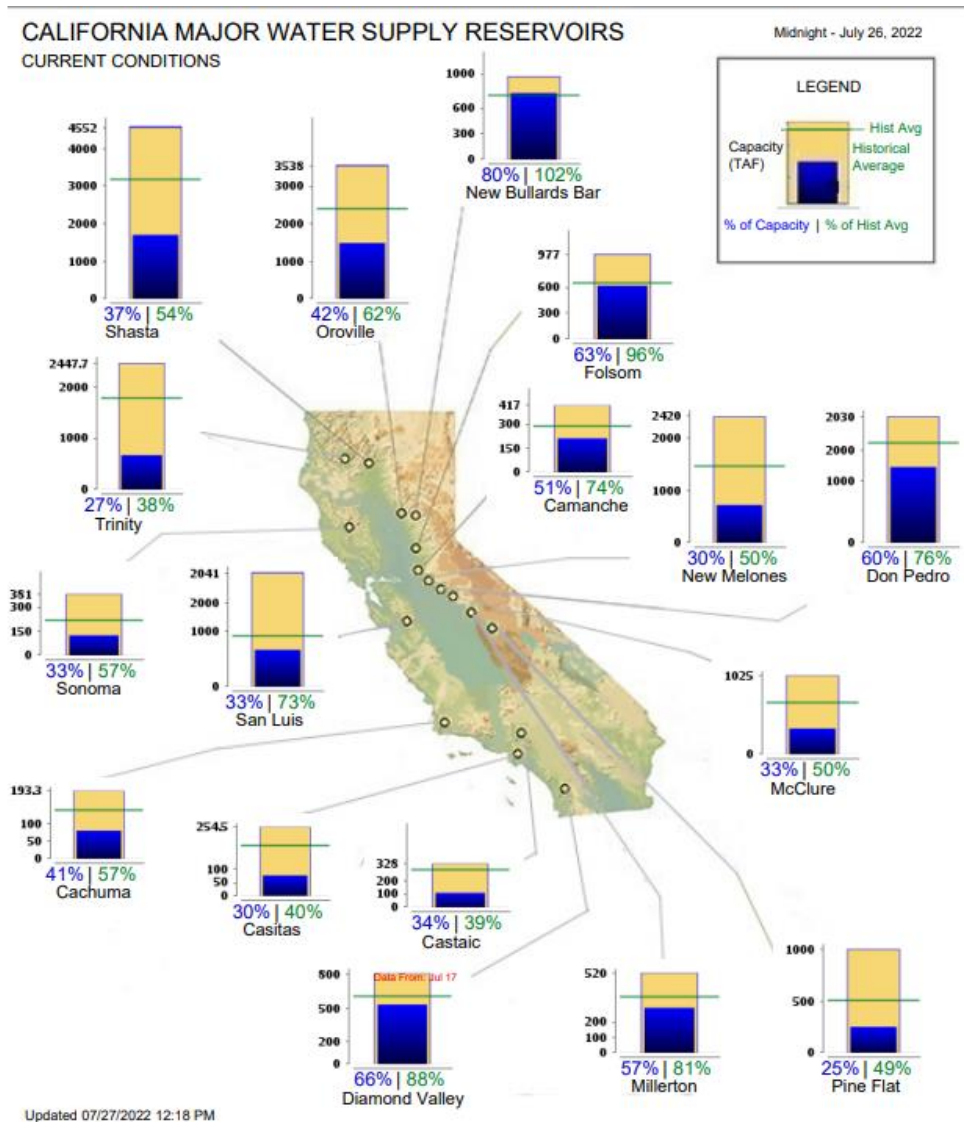 CALIFORNIA MAJOR WATER SUPPLY RESERVOIRS
CURRENT CONDITIONS
Midnight - July 26, 2022
LEGEND
Hist Avg
Capacity
(TAF)
Historical
Average
% of Capacity | % of Hist Avg
4552
4000
3000
2000
1000
0
37% | 54%
Shasta
3538
3000
2000
1000
0
42% | 62%
Oroville
1000
600
300
0
80% | 102%
New Bullards Bar
977
600
300
0
63% | 96%
Folsom
2447.7
2000
1000
0
27% | 38%
Trinity
417
300
150
0
51% | 74%
Camanche
2420
2000
1000
0
30% | 50%
New Melones
2030
2000
1000
0
60% | 76%
Don Pedro
351
300
150
0
33% | 57%
Sonoma
2041
2000
1000
0
33% | 73%
San Luis
1025
0
33% | 50%
McClure
193.3
100
50
0
41% | 57%
Cachuma
254.5
100
50
0
30% | 40%
Casitas
328
200
100
0
34% | 39%
Castaic
Data From: Jul 17
500
200
0
66% | 88%
Diamond Valley
520
200
100
0
57% | 81%
Millerton
1000
500
0
25% | 49%
Pine Flat
Updated 07/27/2022 12:18 PM